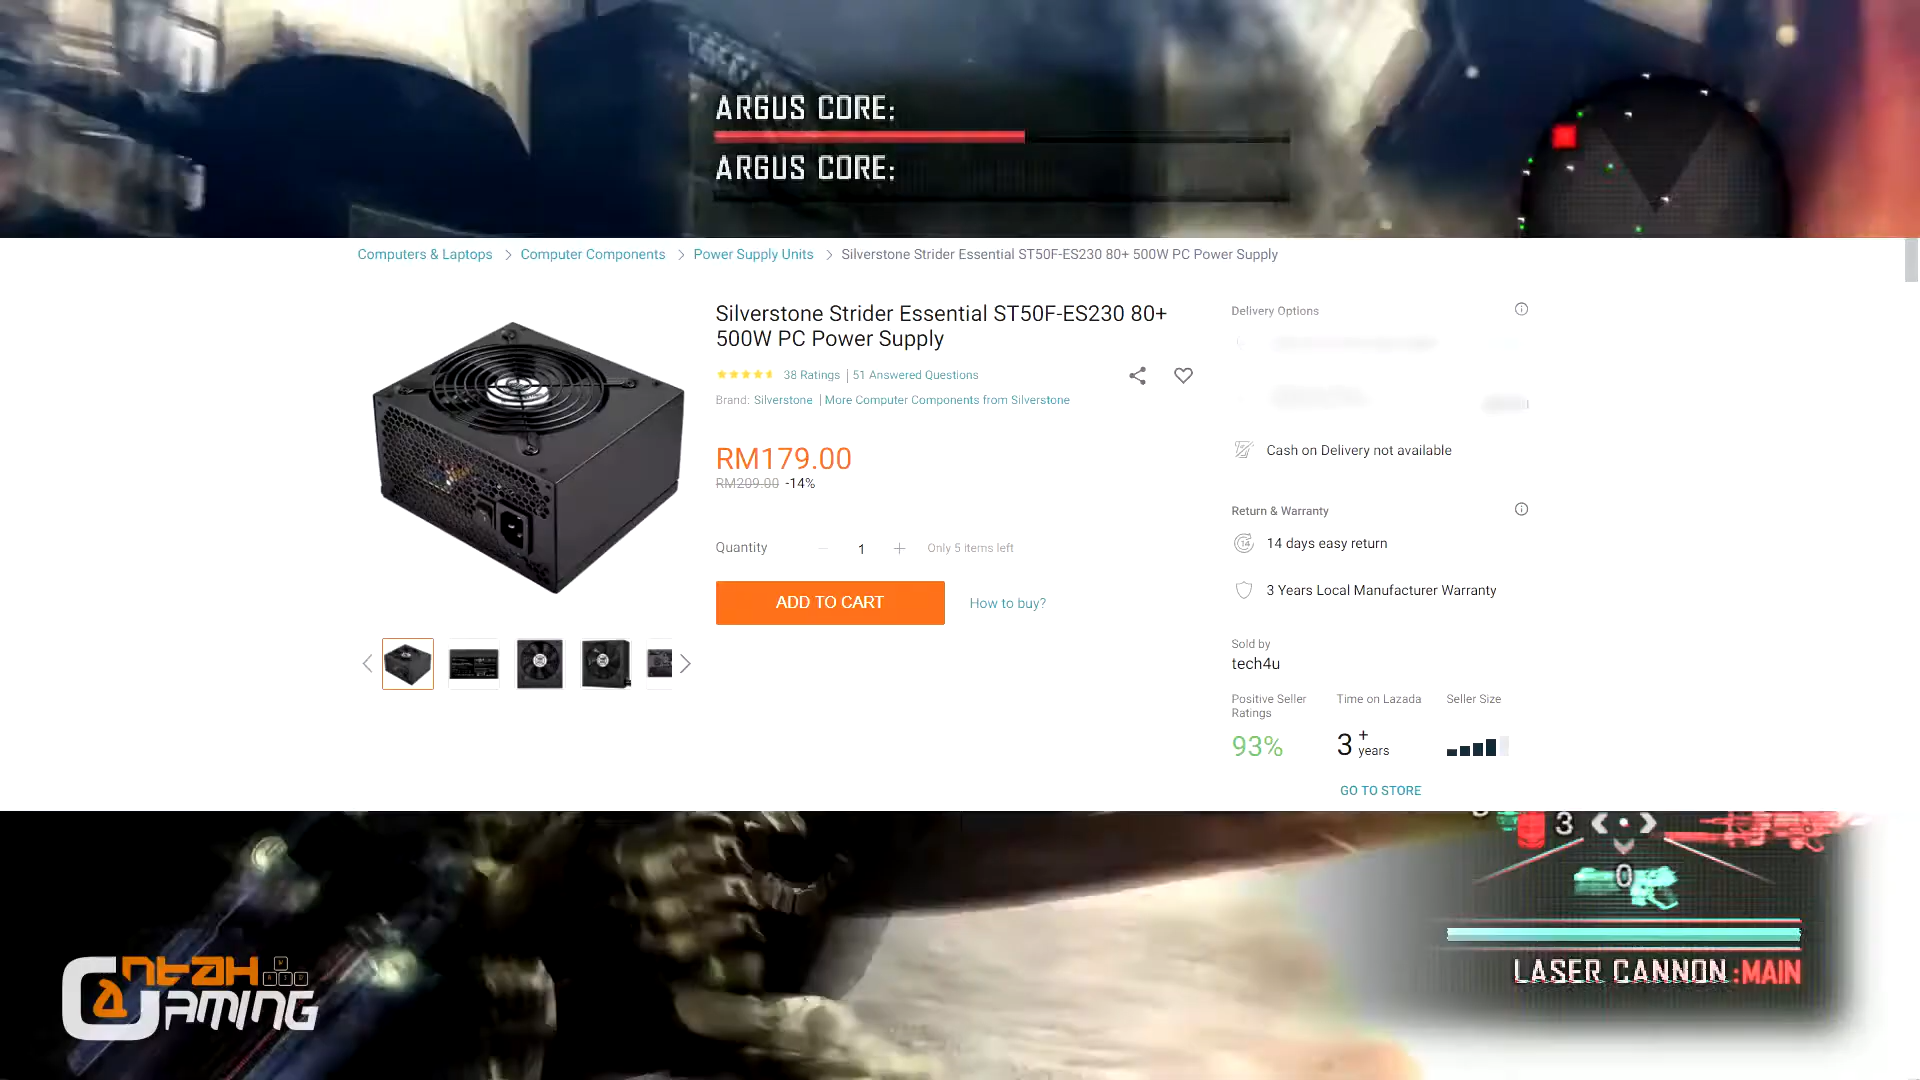 ARGUS CORE:
ARGUS CORE:
Computers & Laptops > Computer Components > Power Supply Units > Silverstone Strider Essential ST50F-ES230 80+ 500W PC Power Supply
Silverstone Strider Essential ST50F-ES230 80+
500W PC Power Supply
38 Ratings | 51 Answered Questions
Brand: Silverstone | More Computer Components from Silverstone
RM179.00
RM209.00 -14%
Quantity 1 Only 5 items left
ADD TO CART How to buy?
Delivery Options
Cash on Delivery not available
Return & Warranty
14 days easy return
3 Years Local Manufacturer Warranty
Sold by
tech4u
Positive Seller
Ratings
Time on Lazada
Seller Size
93%
3 + years
GO TO STORE
3
0
LASER CANNON :MAIN
ntah
Gaming